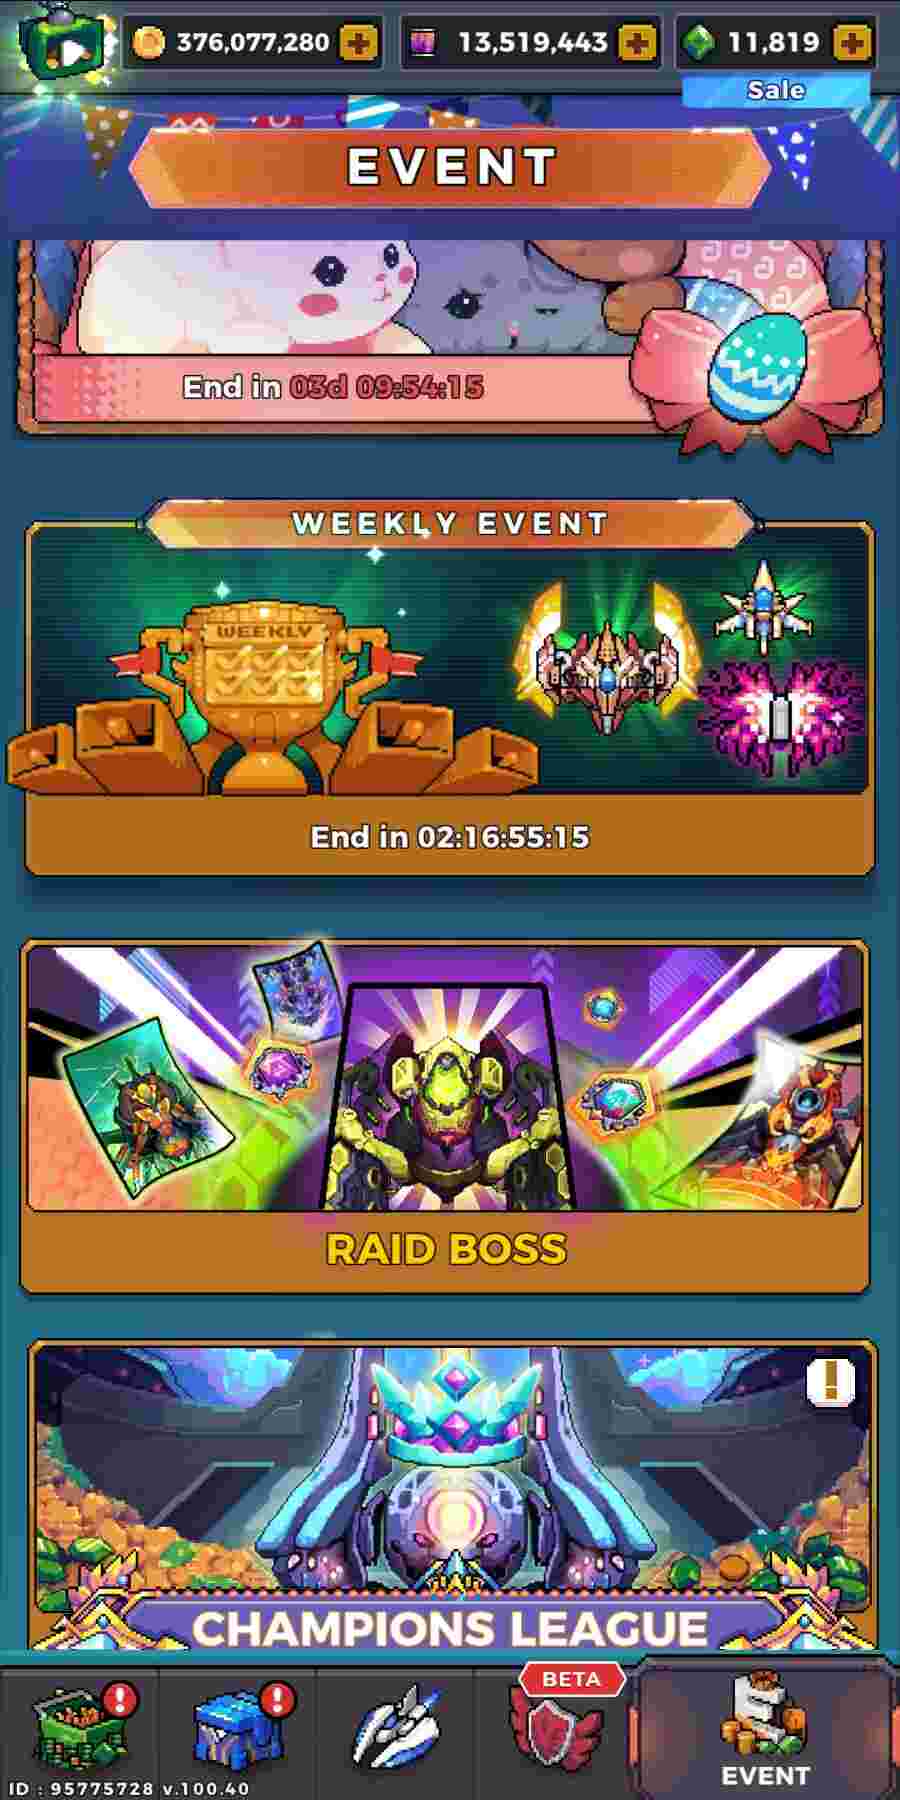 376,077,280
13,519,443
11,819
Sale
EVENT
End in 03d 09:54:15
WEEKLY EVENT
WEEKLY
End in 02:16:55:15
RAID BOSS
!
CHAMPIONS LEAGUE
!
!
BETA
EVENT
ID : 95775728 v.100.40